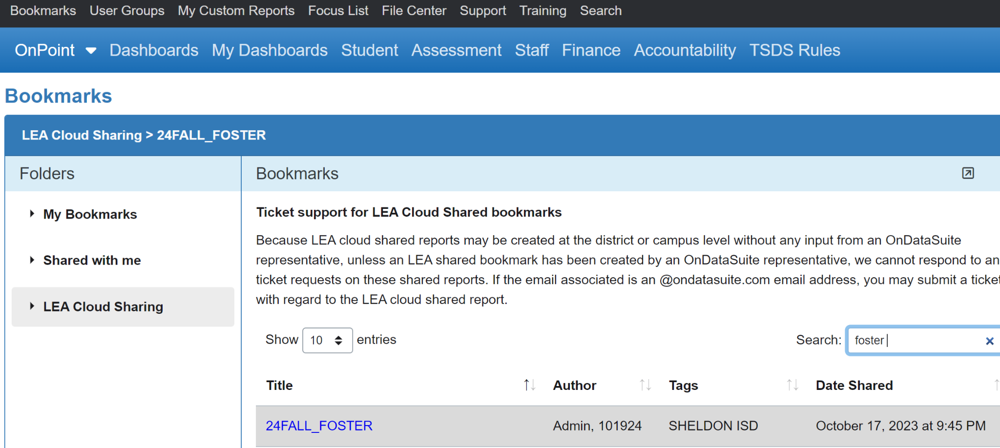 Bookmarks User Groups My Custom Reports Focus List File Center Support Training Search
OnPoint Dashboards My Dashboards Student Assessment Staff Finance Accountability TSDS Rules
Bookmarks
LEA Cloud Sharing > 24FALL_FOSTER
Folders
My Bookmarks
Shared with me
LEA Cloud Sharing
Bookmarks
Ticket support for LEA Cloud Shared bookmarks
Because LEA cloud shared reports may be created at the district or campus level without any input from an OnDataSuite
representative, unless an LEA shared bookmark has been created by an OnDataSuite representative, we cannot respond to an
ticket requests on these shared reports. If the email associated is an @ondatasuite.com email address, you may submit a ticket
with regard to the LEA cloud shared report.
Show 10 entries
Search: foster
Title Author Tags Date Shared
24FALL_FOSTER Admin, 101924 SHELDON ISD October 17, 2023 at 9:45 PM